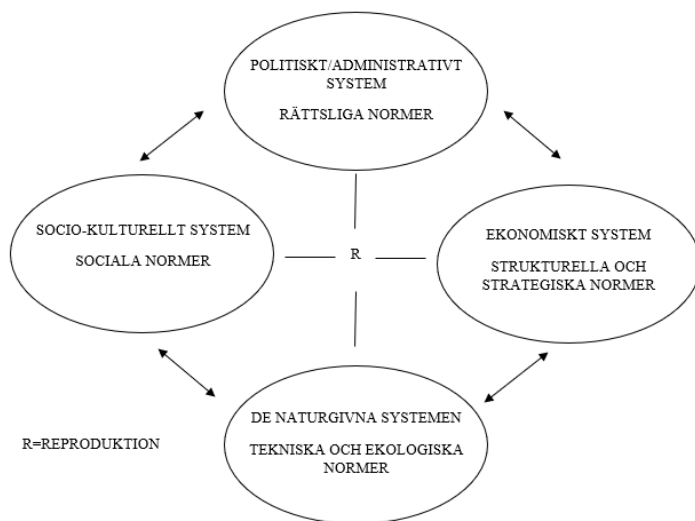 POLITISKT/ADMINISTRATIVT
SYSTEM
RÄTTSLIGA NORMER
SOCIO-KULTURELLT SYSTEM
SOCIALA NORMER
R
EKONOMISKT SYSTEM
STRUKTURELLA OCH
STRATEGISKA NORMER
DE NATURGIVNA SYSTEMEN
TEKNISKA OCH EKOLOGISKA
NORMER
R=REPRODUKTION